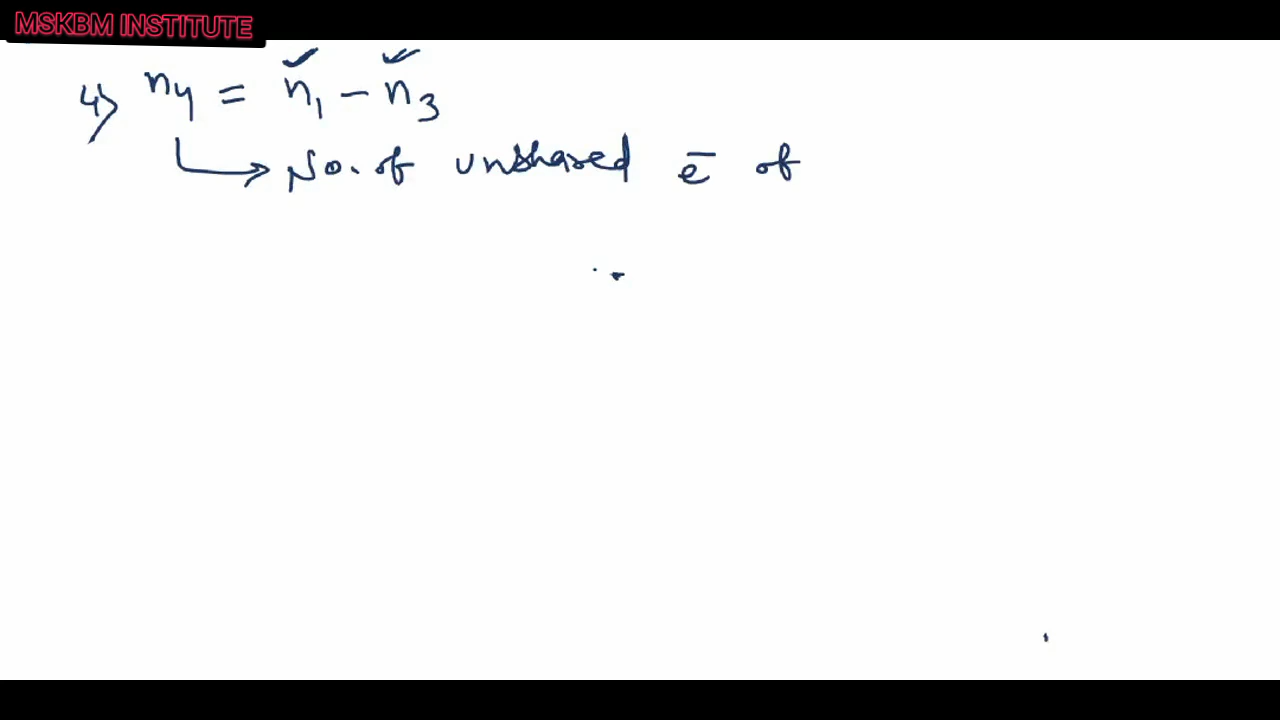 MSKBM INSTITUTE
4) n₄ = n₁ - n₃
No. of unshared e̅ of